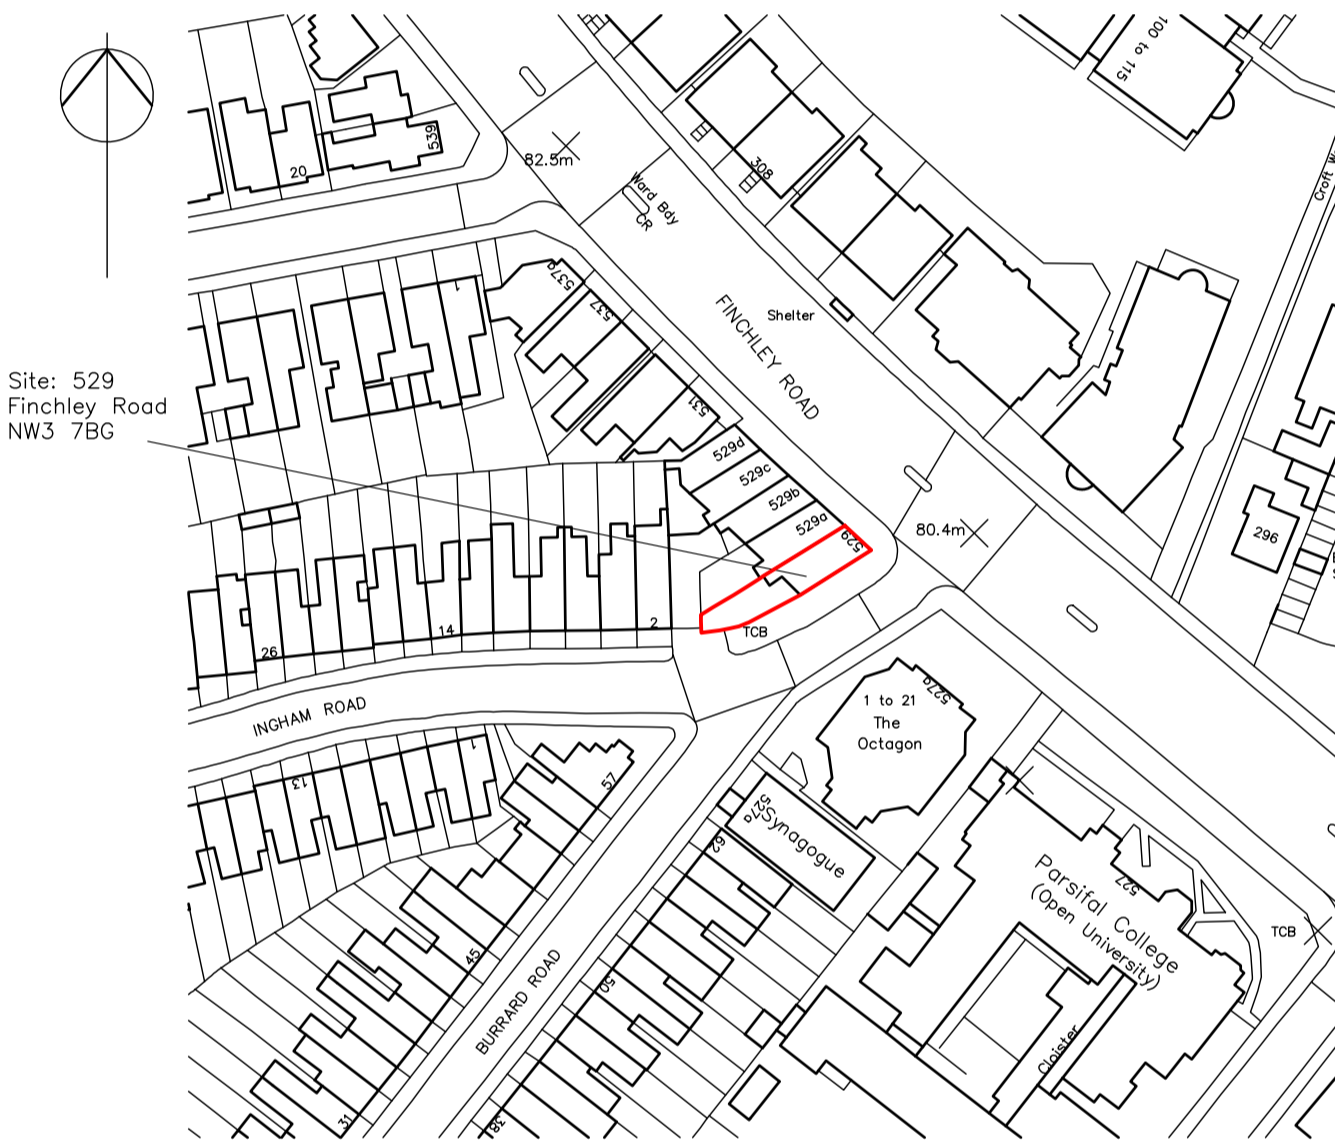 100 to 115
539
20
82.5m
308
Ward Bdy
CR
Croft
537a
537
1
FINCHLEY ROAD
Shelter
Site: 529
Finchley Road
NW3 7BG
531
529d
529c
529b
529a
529
80.4m
296
2
TCB
14
26
INGHAM ROAD
527a
1 to 21
The
Octagon
1
13
57
527a
Synagogue
62
527
Parsifal College
(Open University)
TCB
45
50
BURRARD ROAD
Cloister
31
38